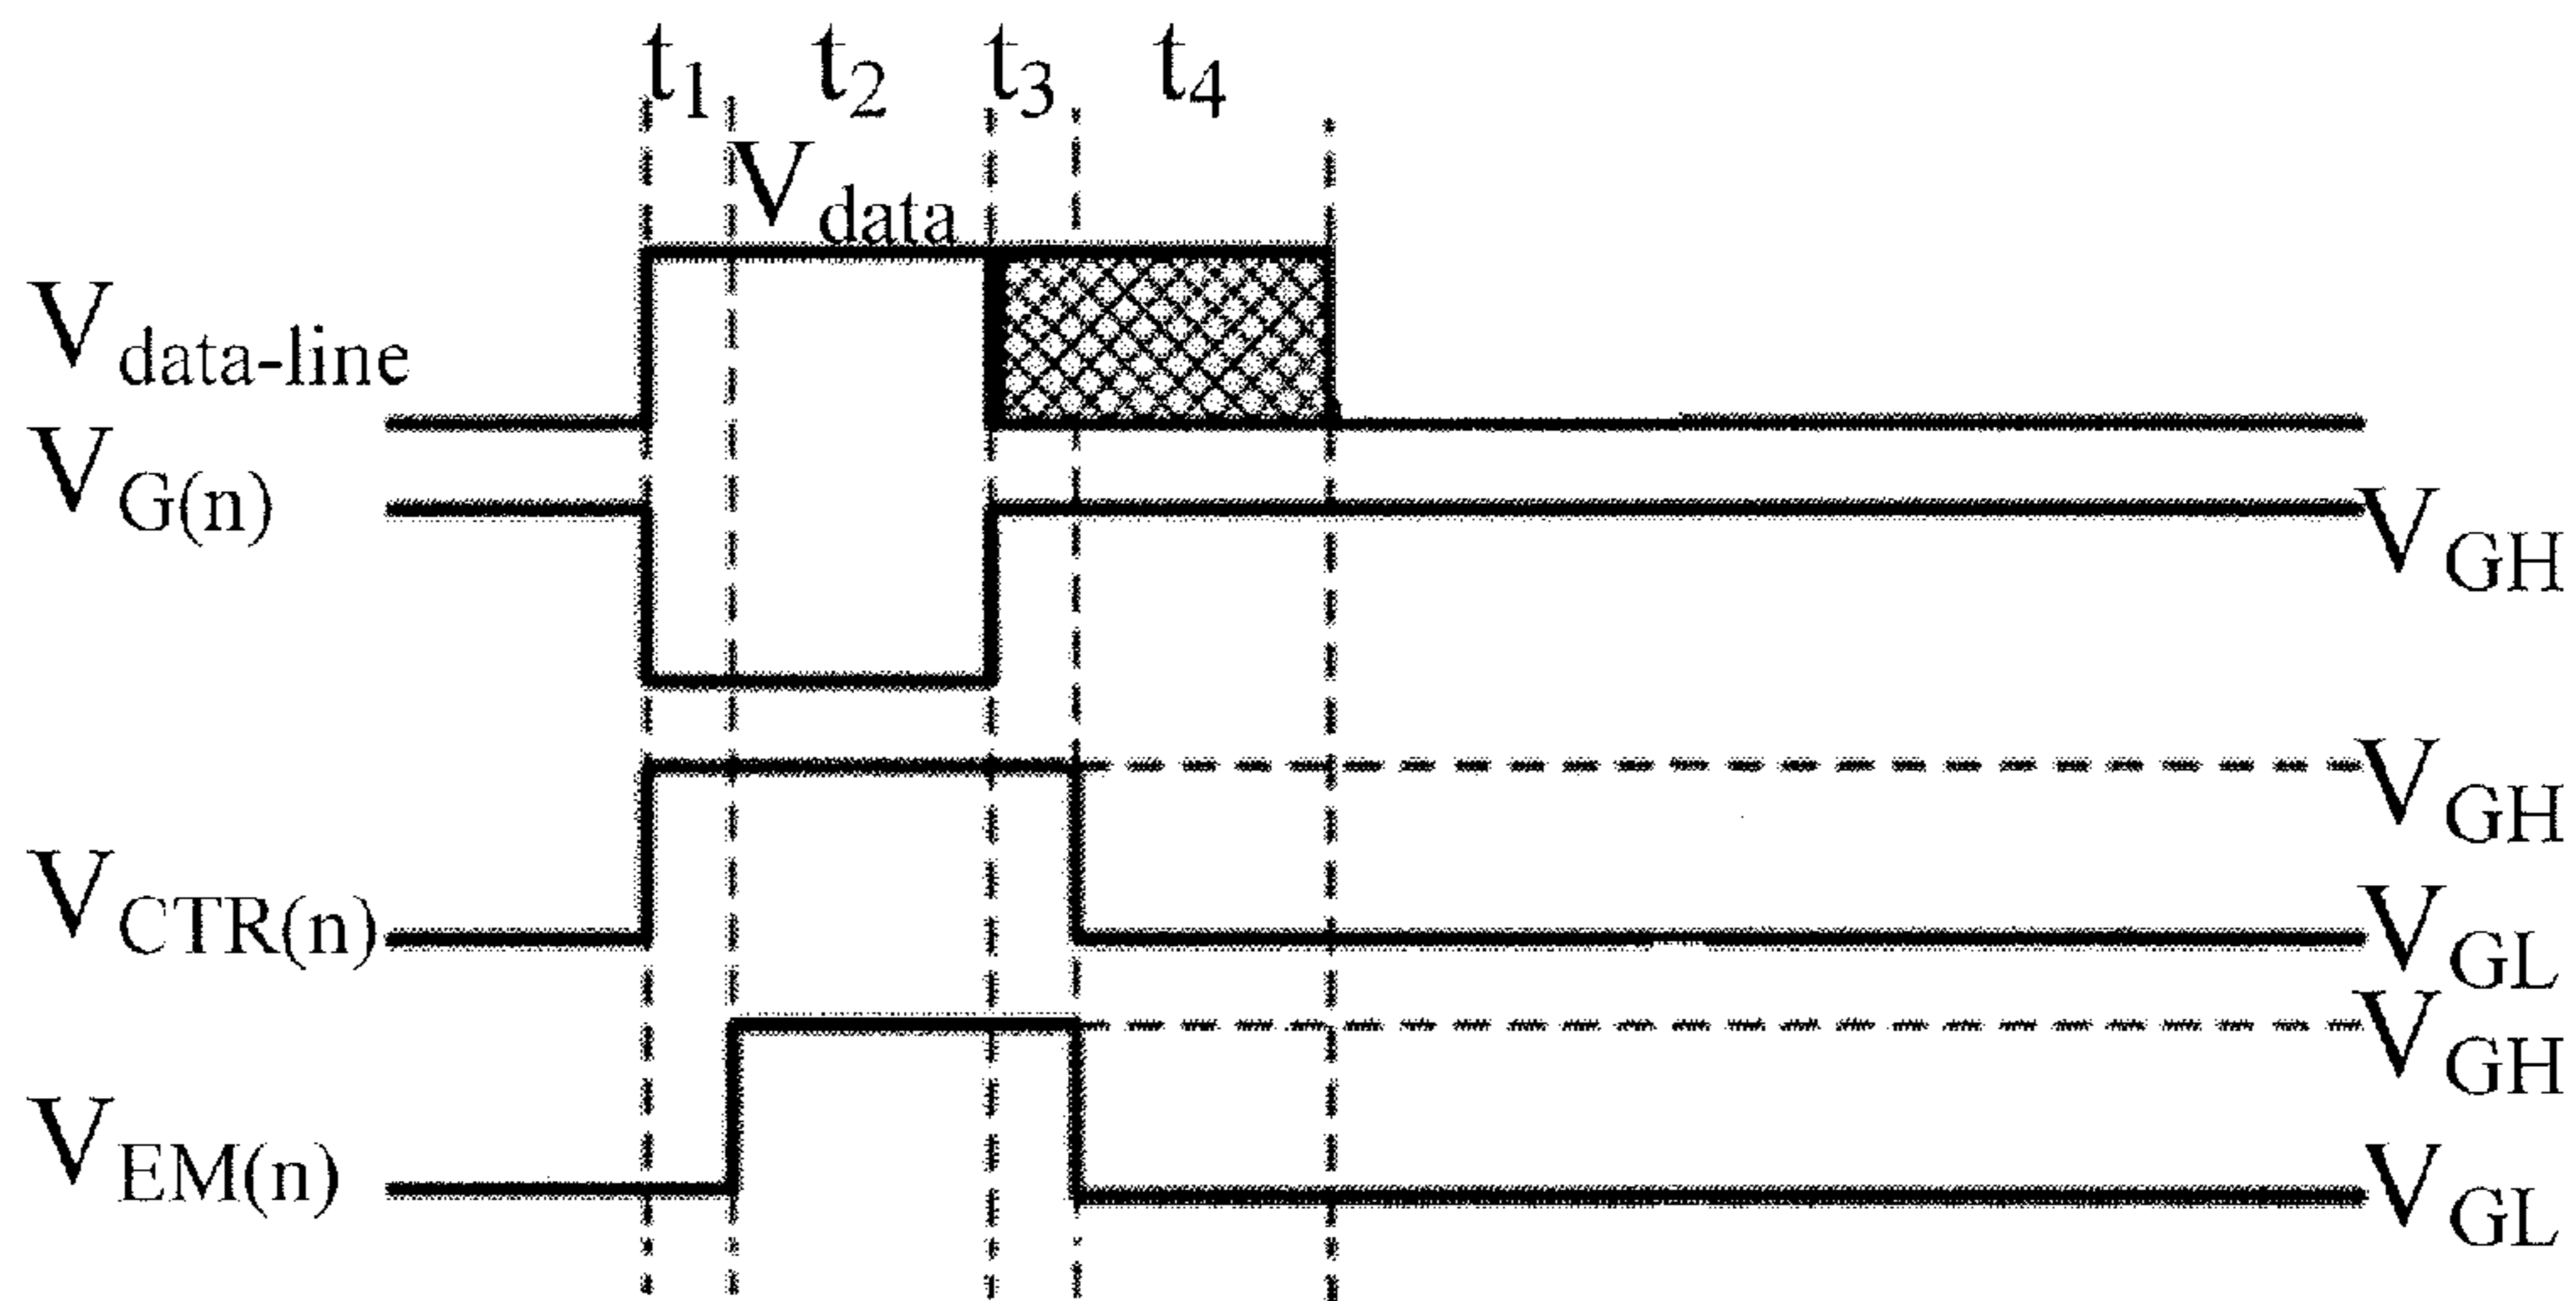 t1 t2 t3 t4
Vdata
Vdata-line
VG(n)
VGH
VGH
VCTR(n)
VGL
VGH
VEM(n)
VGL